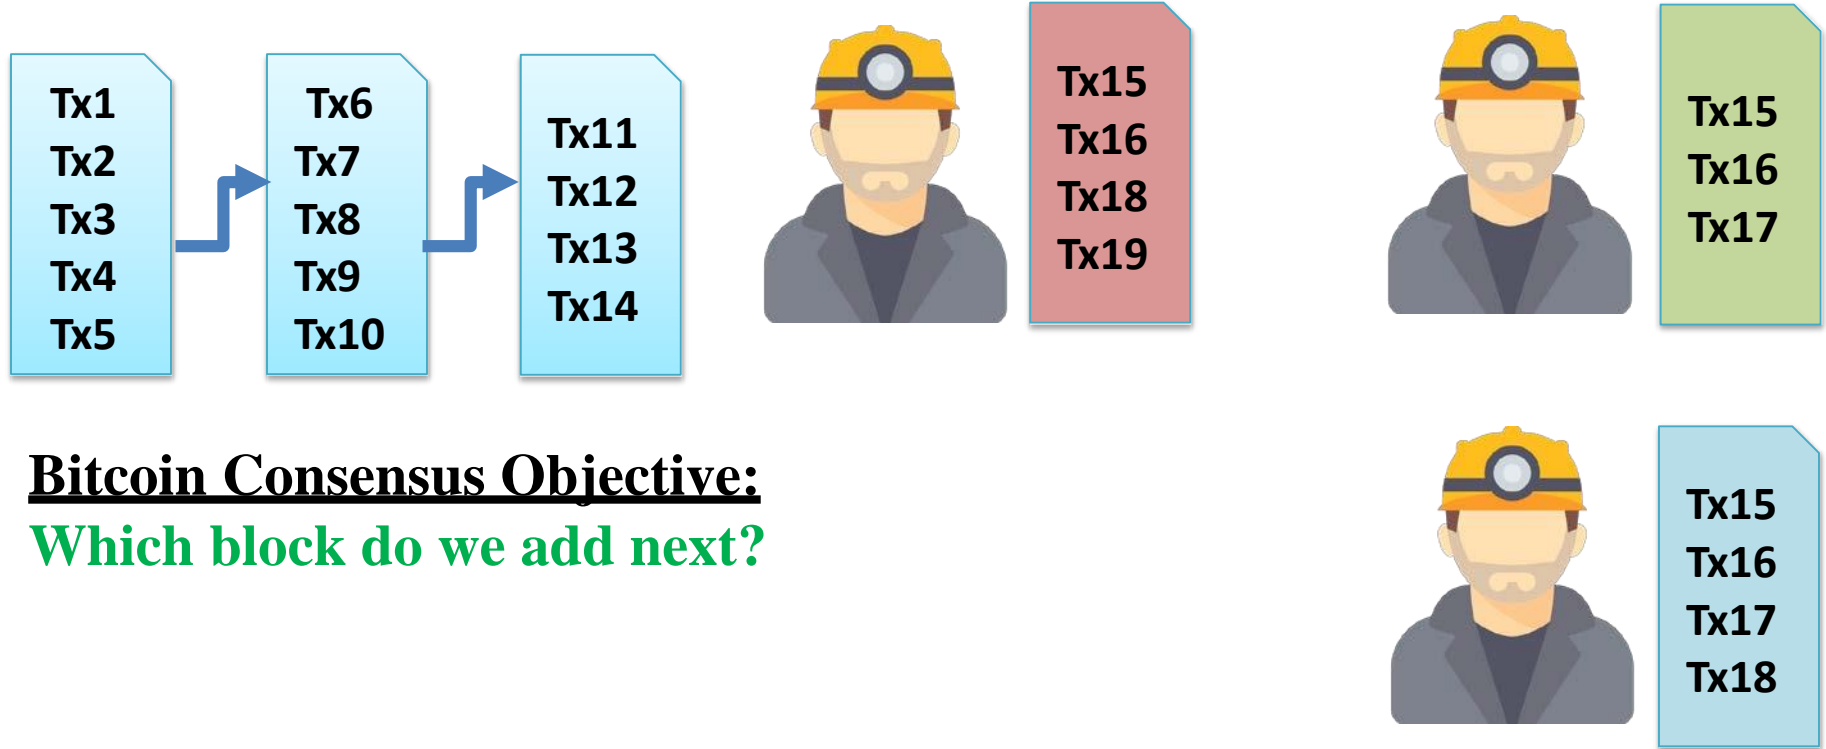 Tx1
Tx2
Tx3
Tx4
Tx5
Tx6
Tx7
Tx8
Tx9
Tx10
Tx11
Tx12
Tx13
Tx14
Tx15
Tx16
Tx18
Tx19
Tx15
Tx16
Tx17
Bitcoin Consensus Objective:
Which block do we add next?
Tx15
Tx16
Tx17
Tx18